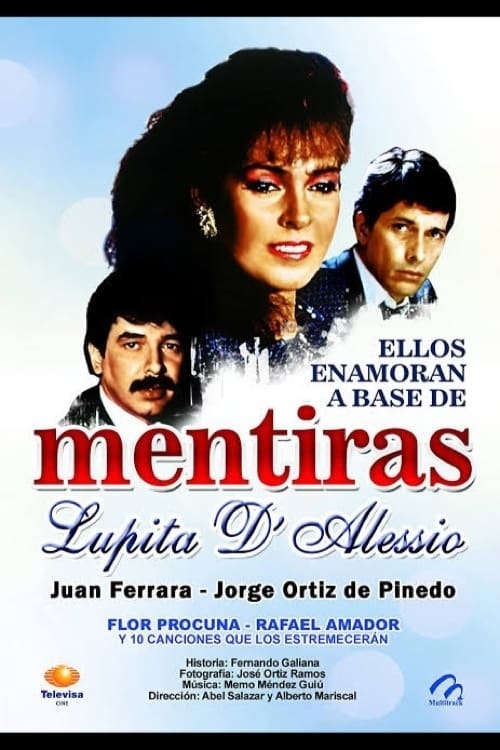 ELLOS
ENAMORAN
A BASE DE
mentiras
Lupita D'Alessio
Juan Ferrara - Jorge Ortiz de Pinedo
FLOR PROCUNA - RAFAEL AMADOR
Y 10 CANCIONES QUE LOS ESTREMECERÁN
Historia: Fernando Galiana
Fotografía: José Ortiz Ramos
Música: Memo Méndez Guiú
Dirección: Abel Salazar y Alberto Mariscal
Televisa
CINE
Multitrack